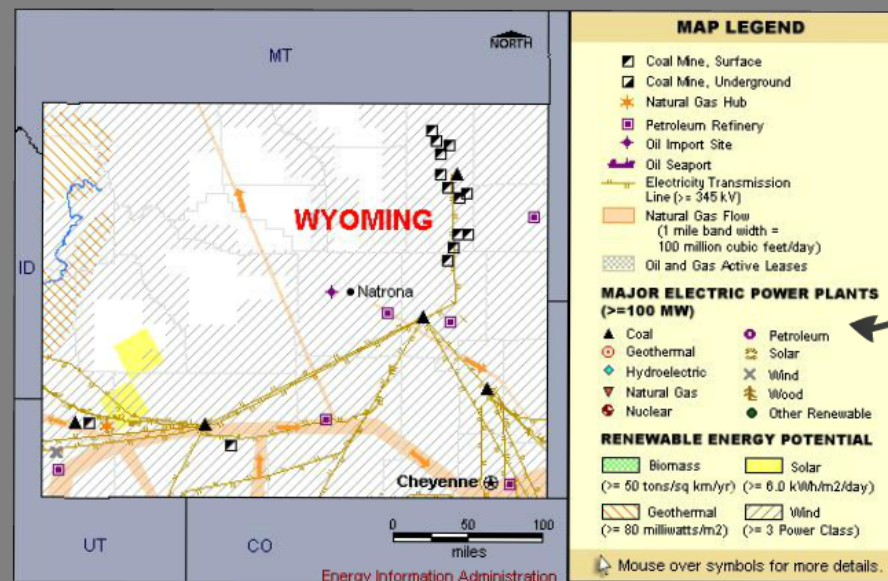 MT
NORTH
WYOMING
ID
Natrona
Cheyenne
UT
CO
0 50 100
miles
Energy Information Administration
MAP LEGEND
Coal Mine, Surface
Coal Mine, Underground
Natural Gas Hub
Petroleum Refinery
Oil Import Site
Oil Seaport
Electricity Transmission
Line (>= 345 kV)
Natural Gas Flow
(1 mile band width =
100 million cubic feet/day)
Oil and Gas Active Leases
MAJOR ELECTRIC POWER PLANTS
(>=100 MW)
Coal Petroleum
Geothermal Solar
Hydroelectric Wind
Natural Gas Wood
Nuclear Other Renewable
RENEWABLE ENERGY POTENTIAL
Biomass Solar
(>= 50 tons/sq km/yr) (>= 6.0 kWh/m2/day)
Geothermal Wind
(>= 80 milliwatts/m2) (>= 3 Power Class)
Mouse over symbols for more details.